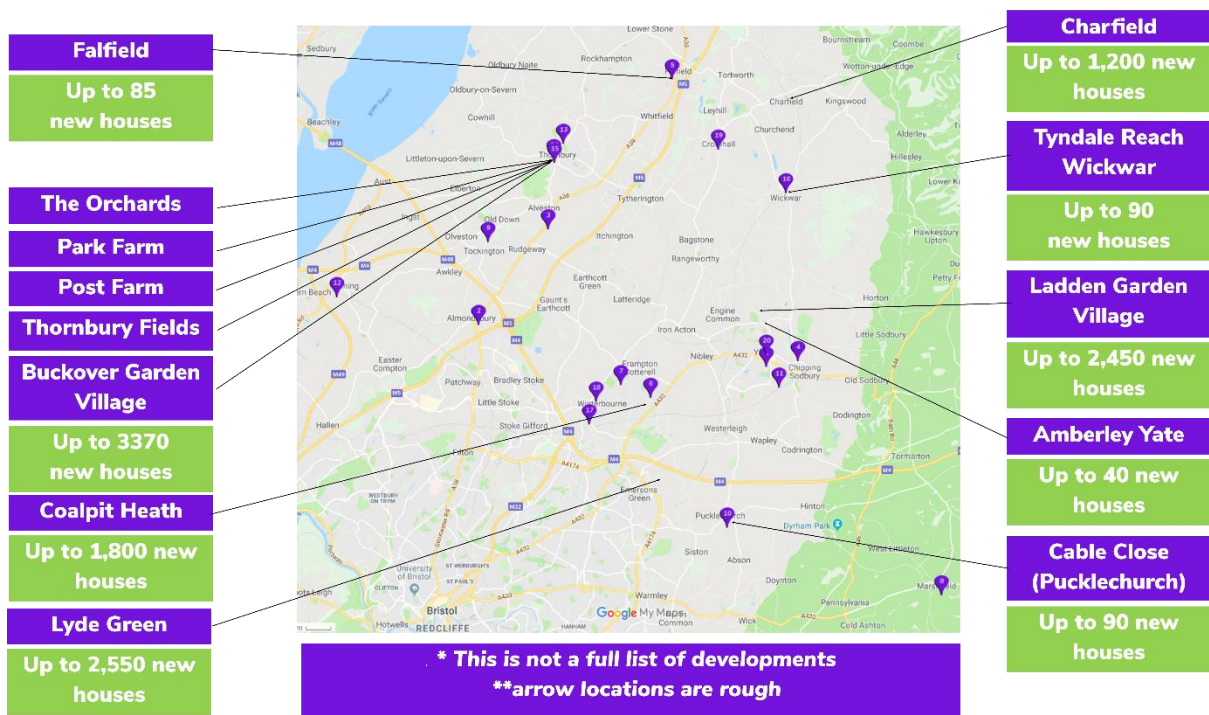 Falfield
Up to 85
new houses
The Orchards
Park Farm
Post Farm
Thornbury Fields
Buckover Garden
Village
Up to 3370
new houses
Coalpit Heath
Up to 1,800 new
houses
Lyde Green
Up to 2,550 new
houses
Charfield
Up to 1,200 new
houses
Tyndale Reach
Wickwar
Up to 90
new houses
Ladden Garden
Village
Up to 2,450 new
houses
Amberley Yate
Up to 40 new
houses
Cable Close
(Pucklechurch)
Up to 90 new
houses
Lower Stone
Sedbury
Oldbury Naite
Rockhampton
Bournstream
Coombe
Wotton-under-Edge
Tortworth
Oldbury-on-Severn
Leyhill
Charfield
Kingswood
Beachley
Cowhill
Whitfield
Churchend
Alderley
Hillesley
Littleton-upon-Severn
Aust
Elberton
Tytherington
Wickwar
Ingst
Old Down
Alveston
Olveston
Tockington
Rudgeway
Itchington
Bagstone
Rangeworthy
Hawkesbury
Upton
Awkley
Earthcott
Green
Gaunt's
Earthcott
Latteridge
Engine
Common
Horton
Iron Acton
Little Sodbury
Easter
Compton
Patchway
Bradley Stoke
Frampton
Cotterell
Nibley
Chipping
Sodbury
Old Sodbury
Little Stoke
Winterbourne
Dodington
Hallen
Stoke Gifford
Westerleigh
Wapley
Codrington
Filton
Tormarton
Emersons
Green
WESTBURY
ON TRYM
Hinton
Dyrham Park
Siston
Abson
West Littleton
University
of Bristol
ST WERBURGH'S
ST PAUL'S
CLIFTON
Doynton
Bristol
Warmley
Pennsylvania
Hotwells
REDCLIFFE
HANHAM
Google My Maps
Common
Wick
Cold Ashton
* This is not a full list of developments
**arrow locations are rough